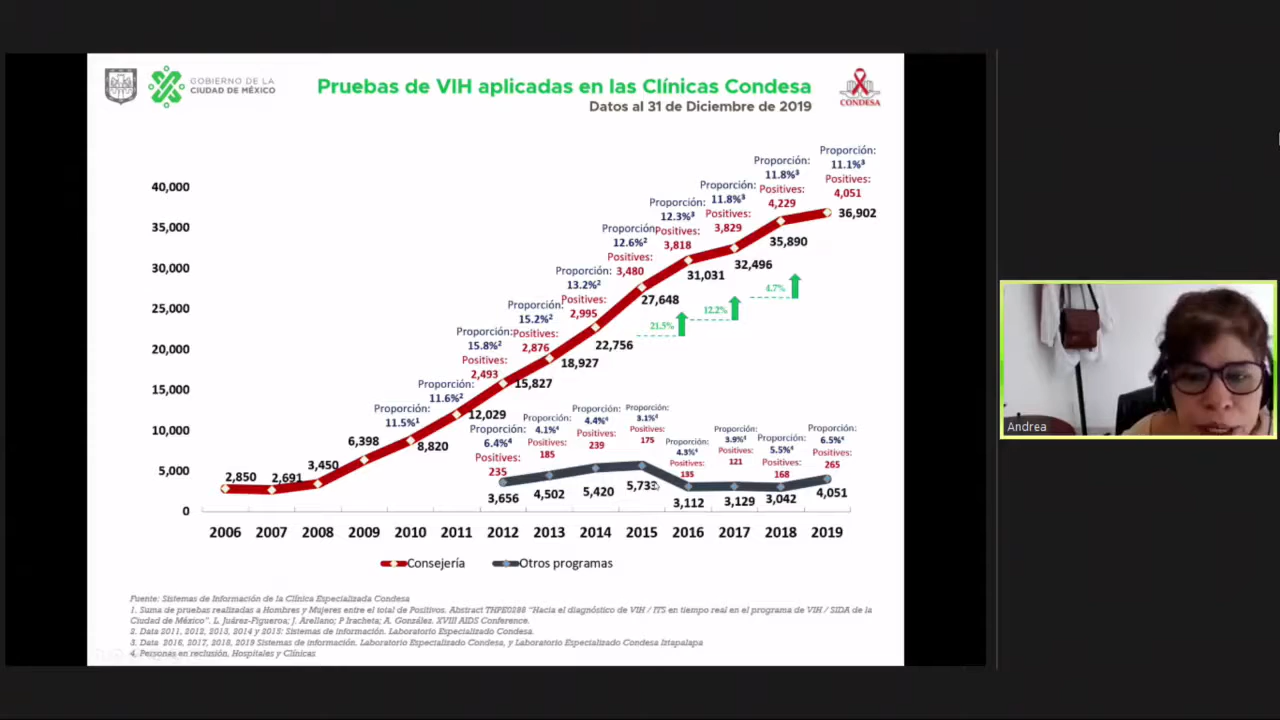 GOBIERNO DE LA
CIUDAD DE MÉXICO
Pruebas de VIH aplicadas en las Clínicas Condesa
Datos al 31 de Diciembre de 2019
CONDESA
40,000
35,000
30,000
25,000
20,000
15,000
10,000
5,000
0
2,850
2,691
3,450
6,398
Proporción:
11.5%¹
8,820
Proporción:
11.6%²
12,029
Proporción:
15.8%²
Positives:
2,493
15,827
Proporción:
15.2%²
Positives:
2,876
18,927
Proporción:
13.2%²
Positives:
2,995
22,756
Proporción:
12.6%²
Positives:
3,480
27,648
Proporción:
12.3%³
Positives:
3,818
31,031
Proporción:
11.8%³
Positives:
3,829
32,496
Proporción:
11.8%³
Positives:
4,229
35,890
Proporción:
11.1%³
Positives:
4,051
36,902
21.5%
12.2%
4.7%
Proporción:
6.4%⁴
Positives:
235
3,656
Proporción:
4.1%⁴
Positives:
185
4,502
Proporción:
4.4%⁴
Positives:
239
5,420
Proporción:
3.1%⁴
Positives:
175
5,733
Proporción:
4.3%⁴
Positives:
135
3,112
Proporción:
3.9%⁴
Positives:
121
3,129
Proporción:
5.5%⁴
Positives:
168
3,042
Proporción:
6.5%⁴
Positives:
265
4,051
2006 2007 2008 2009 2010 2011 2012 2013 2014 2015 2016 2017 2018 2019
Consejería Otros programas
Fuente: Sistemas de Información de la Clínica Especializada Condesa
1. Suma de pruebas realizadas a Hombres y Mujeres entre el total de Positivos. Abstract THPE0288 "Hacia el diagnóstico de VIH / ITS en tiempo real en el programa de VIH / SIDA de la
Ciudad de México". L. Juárez-Figueroa; J. Arellano; P Iracheta; A. González. XVIII AIDS Conference.
2. Data 2011, 2012, 2013, 2014 y 2015: Sistemas de información. Laboratorio Especializado Condesa.
3. Data 2016, 2017, 2018, 2019 Sistemas de información. Laboratorio Especializado Condesa, y Laboratorio Especializado Condesa Iztapalapa
4. Personas en reclusión, Hospitales y Clínicas
Andrea